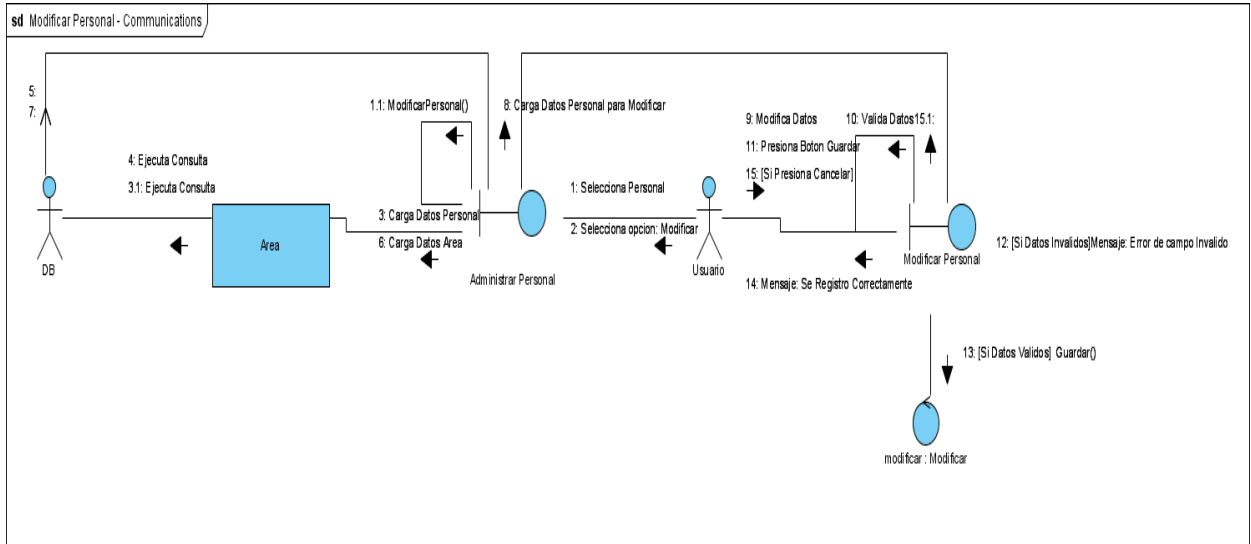 sd Modificar Personal - Communications
5:
7:
1.1: ModificarPersonal()
8: Carga Datos Personal para Modificar
9: Modifica Datos
10: Valida Datos
15.1:
11: Presiona Boton Guardar
15: [Si Presiona Cancelar]
4: Ejecuta Consulta
3.1: Ejecuta Consulta
1: Selecciona Personal
2: Selecciona opcion: Modificar
3: Carga Datos Personal
6: Carga Datos Area
Area
DB
Administrar Personal
Usuario
Modificar Personal
12: [Si Datos Invalidos]Mensaje: Error de campo Invalido
14: Mensaje: Se Registro Correctamente
13: [Si Datos Validos] Guardar()
modificar : Modificar